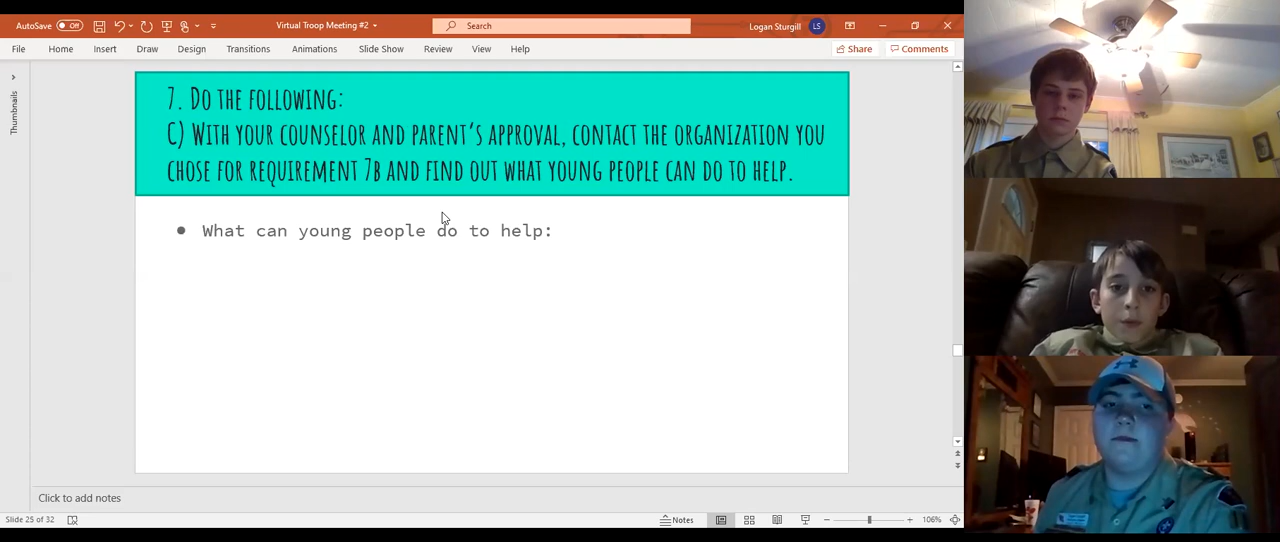 AutoSave Off Virtual Troop Meeting #2 Search Logan Sturgill LS
File Home Insert Draw Design Transitions Animations Slide Show Review View Help Share Comments
Thumbnails
7. Do the following:
C) With your counselor and parent's approval, contact the organization you
chose for requirement 7B and find out what young people can do to help.
• What can young people do to help:
Click to add notes
Slide 25 of 32 Notes 106%